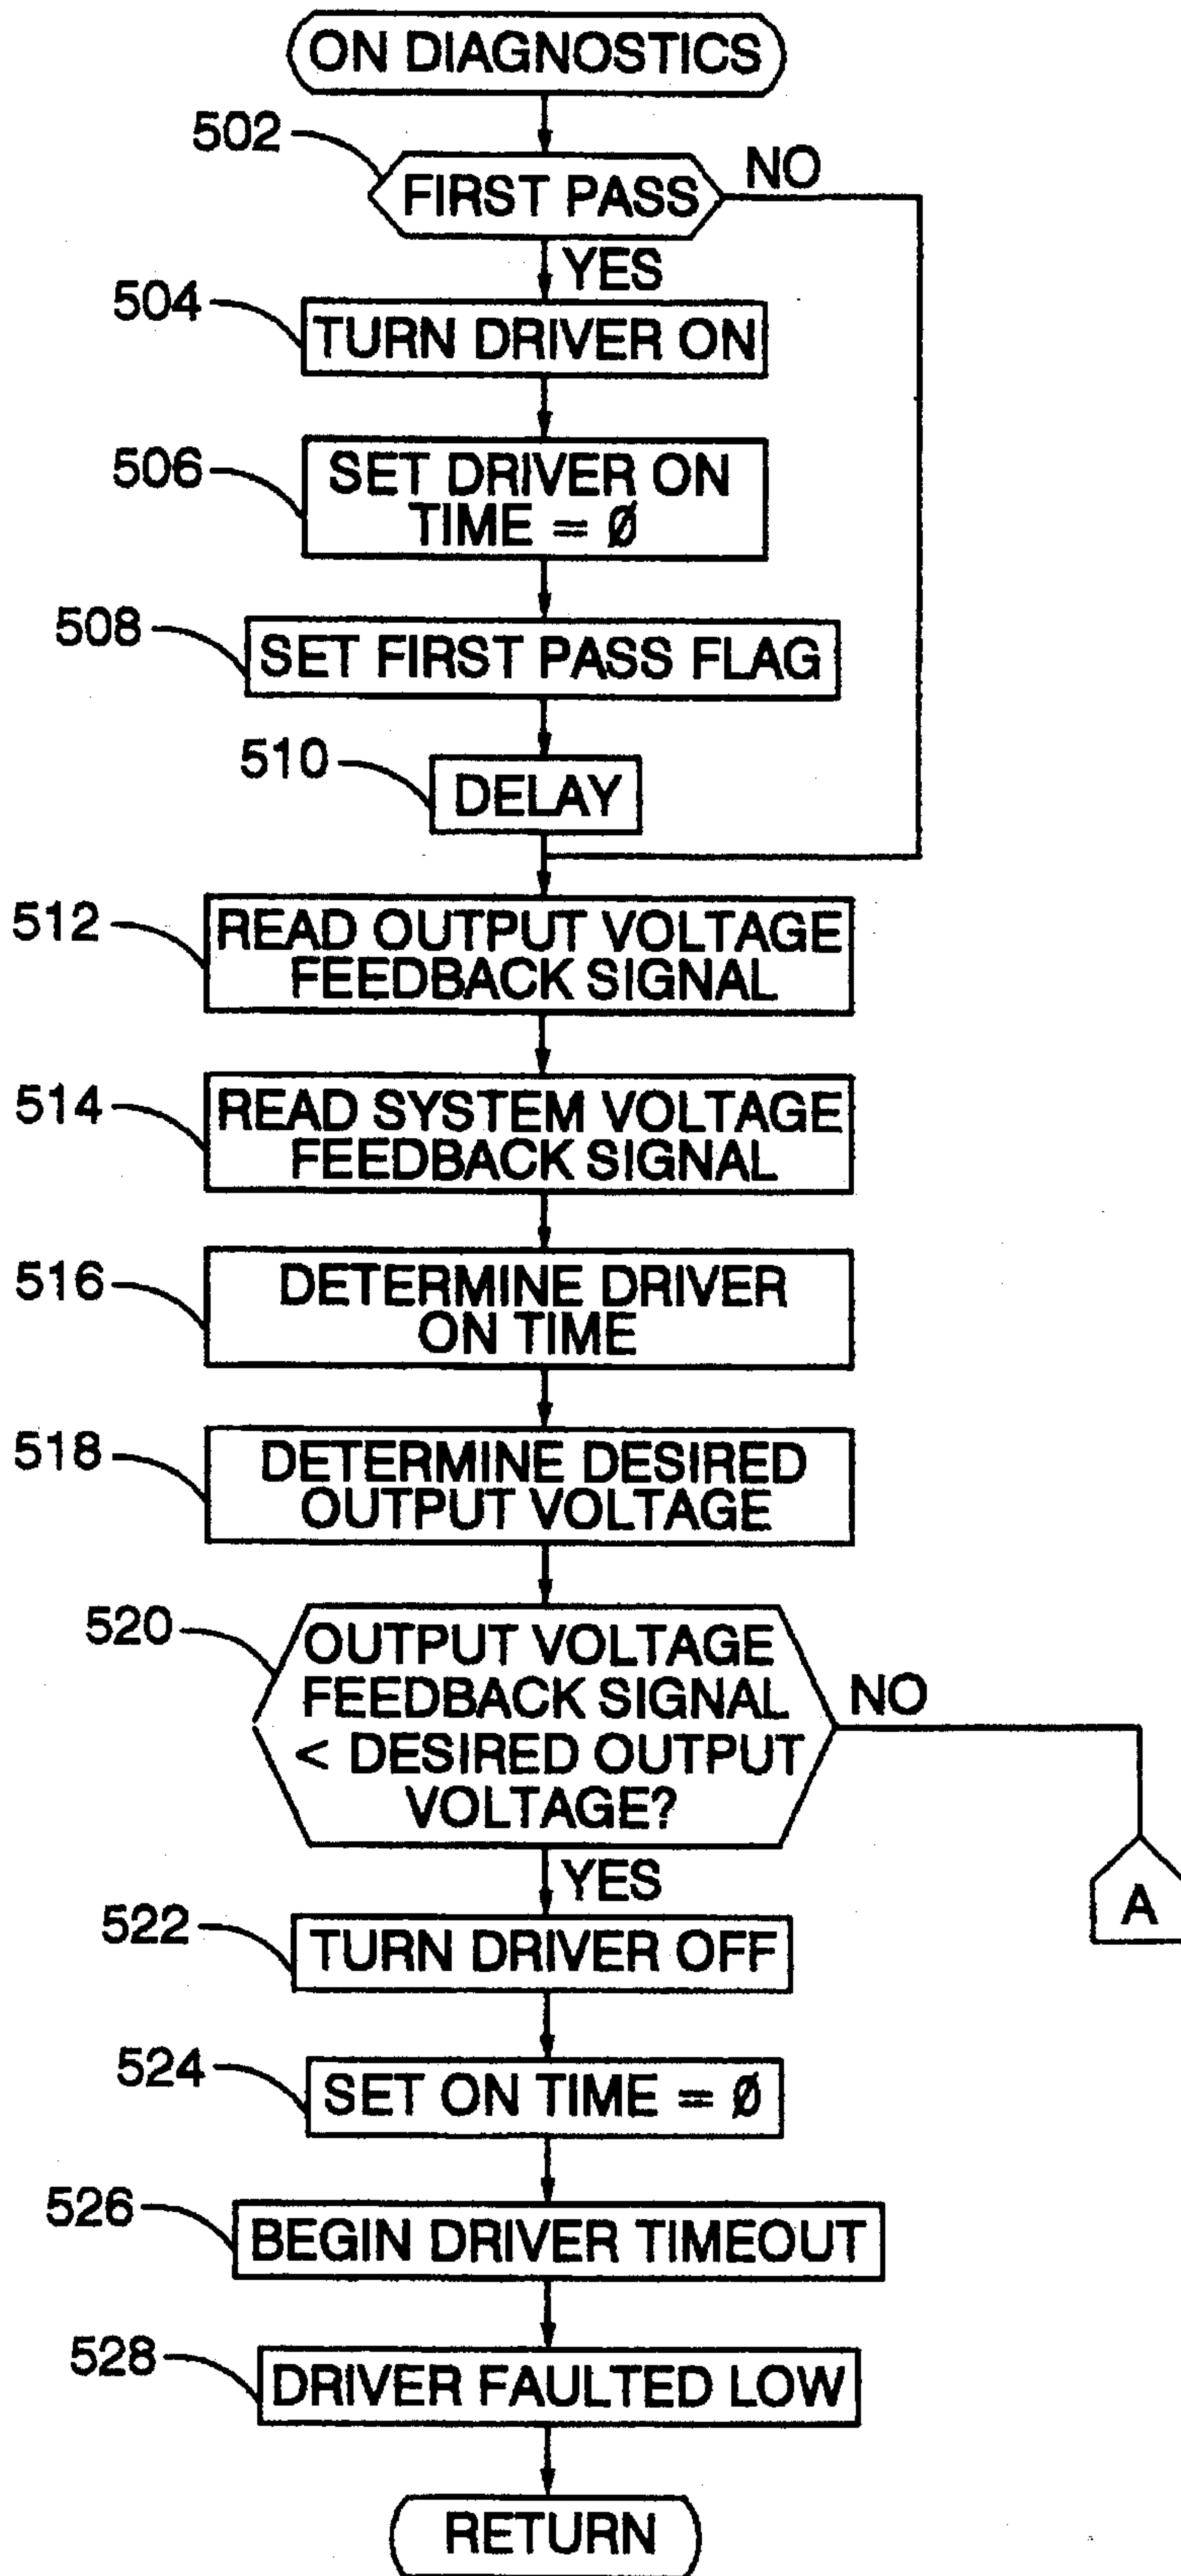 ON DIAGNOSTICS
502
FIRST PASS
NO
YES
504
TURN DRIVER ON
506
SET DRIVER ON
TIME = Ø
508
SET FIRST PASS FLAG
510
DELAY
512
READ OUTPUT VOLTAGE
FEEDBACK SIGNAL
514
READ SYSTEM VOLTAGE
FEEDBACK SIGNAL
516
DETERMINE DRIVER
ON TIME
518
DETERMINE DESIRED
OUTPUT VOLTAGE
520
OUTPUT VOLTAGE
FEEDBACK SIGNAL
< DESIRED OUTPUT
VOLTAGE?
NO
A
YES
522
TURN DRIVER OFF
524
SET ON TIME = Ø
526
BEGIN DRIVER TIMEOUT
528
DRIVER FAULTED LOW
RETURN